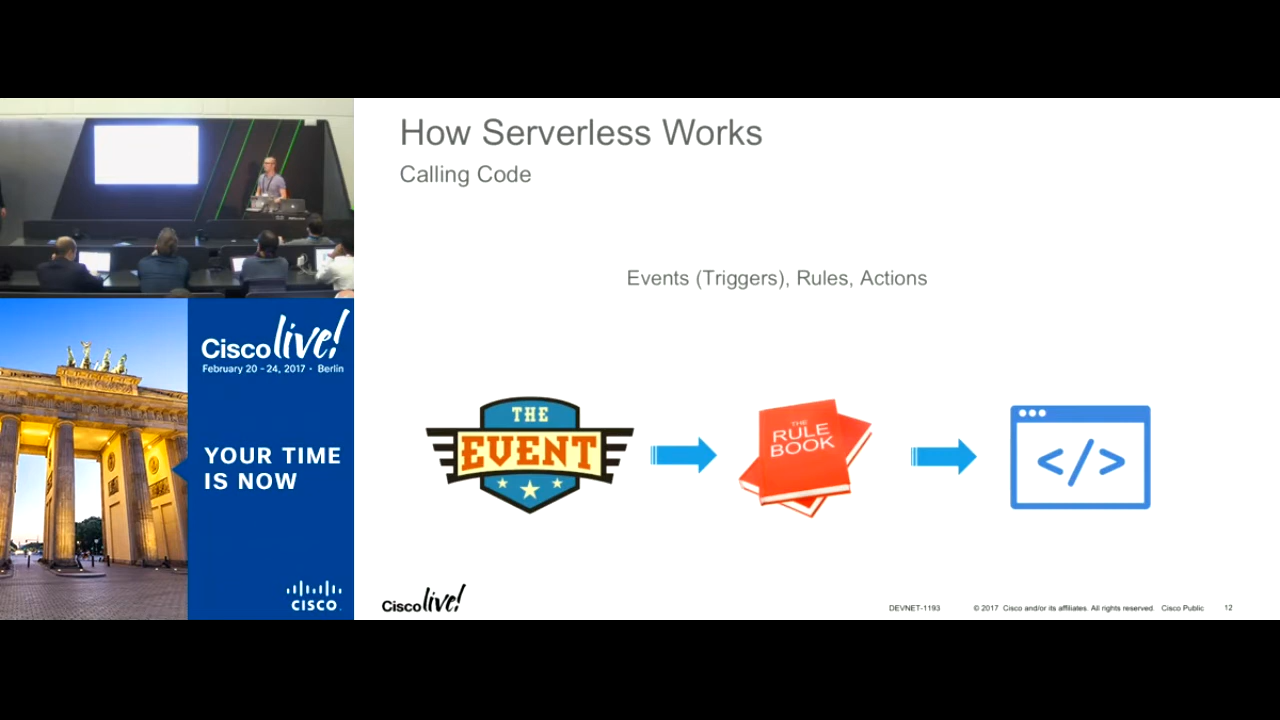 How Serverless Works
Calling Code
Events (Triggers), Rules, Actions
THE
EVENT
THE
RULE
BOOK
</>
Cisco live!
February 20 - 24, 2017 · Berlin
YOUR TIME
IS NOW
CISCO
Cisco live!
DEVNET-1193 © 2017 Cisco and/or its affiliates. All rights reserved. Cisco Public 12